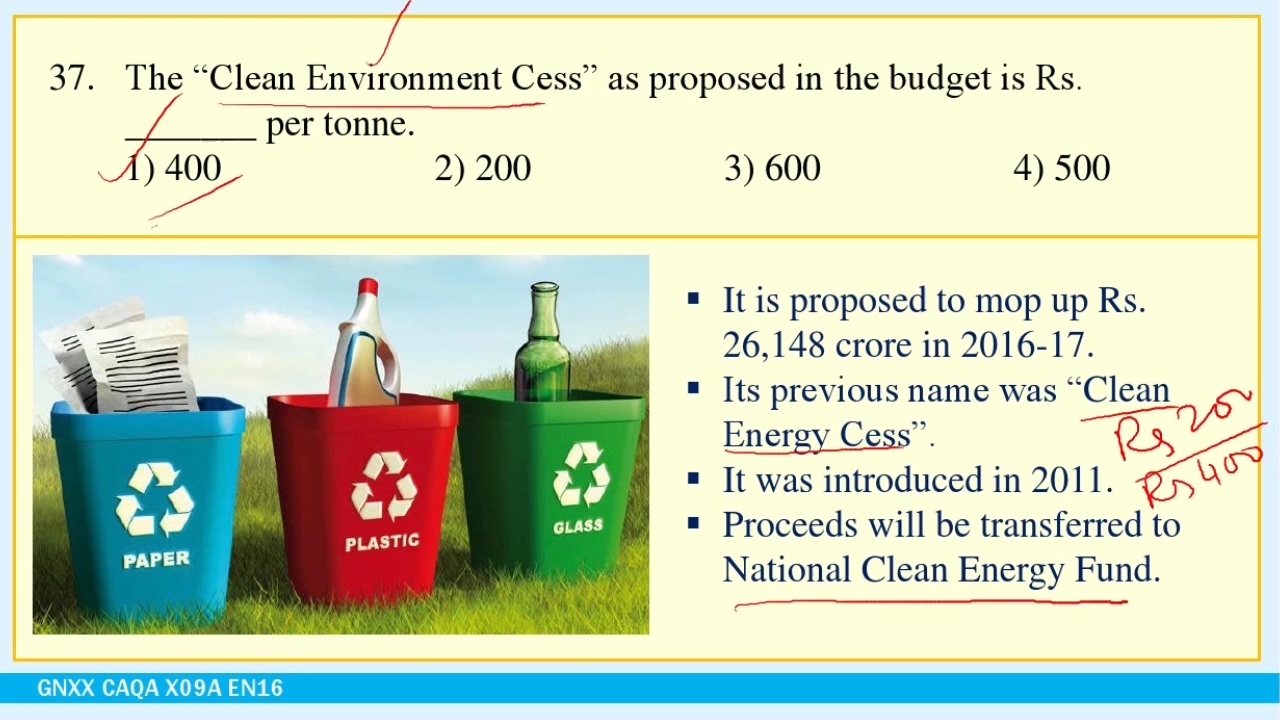 37. The “Clean Environment Cess” as proposed in the budget is Rs.
_______ per tonne.
1) 400 2) 200 3) 600 4) 500
PAPER
PLASTIC
GLASS
▪ It is proposed to mop up Rs.
26,148 crore in 2016-17.
▪ Its previous name was “Clean
Energy Cess”.
Rs 200
▪ It was introduced in 2011.
Rs 400
▪ Proceeds will be transferred to
National Clean Energy Fund.
GNXX CAQA X09A EN16